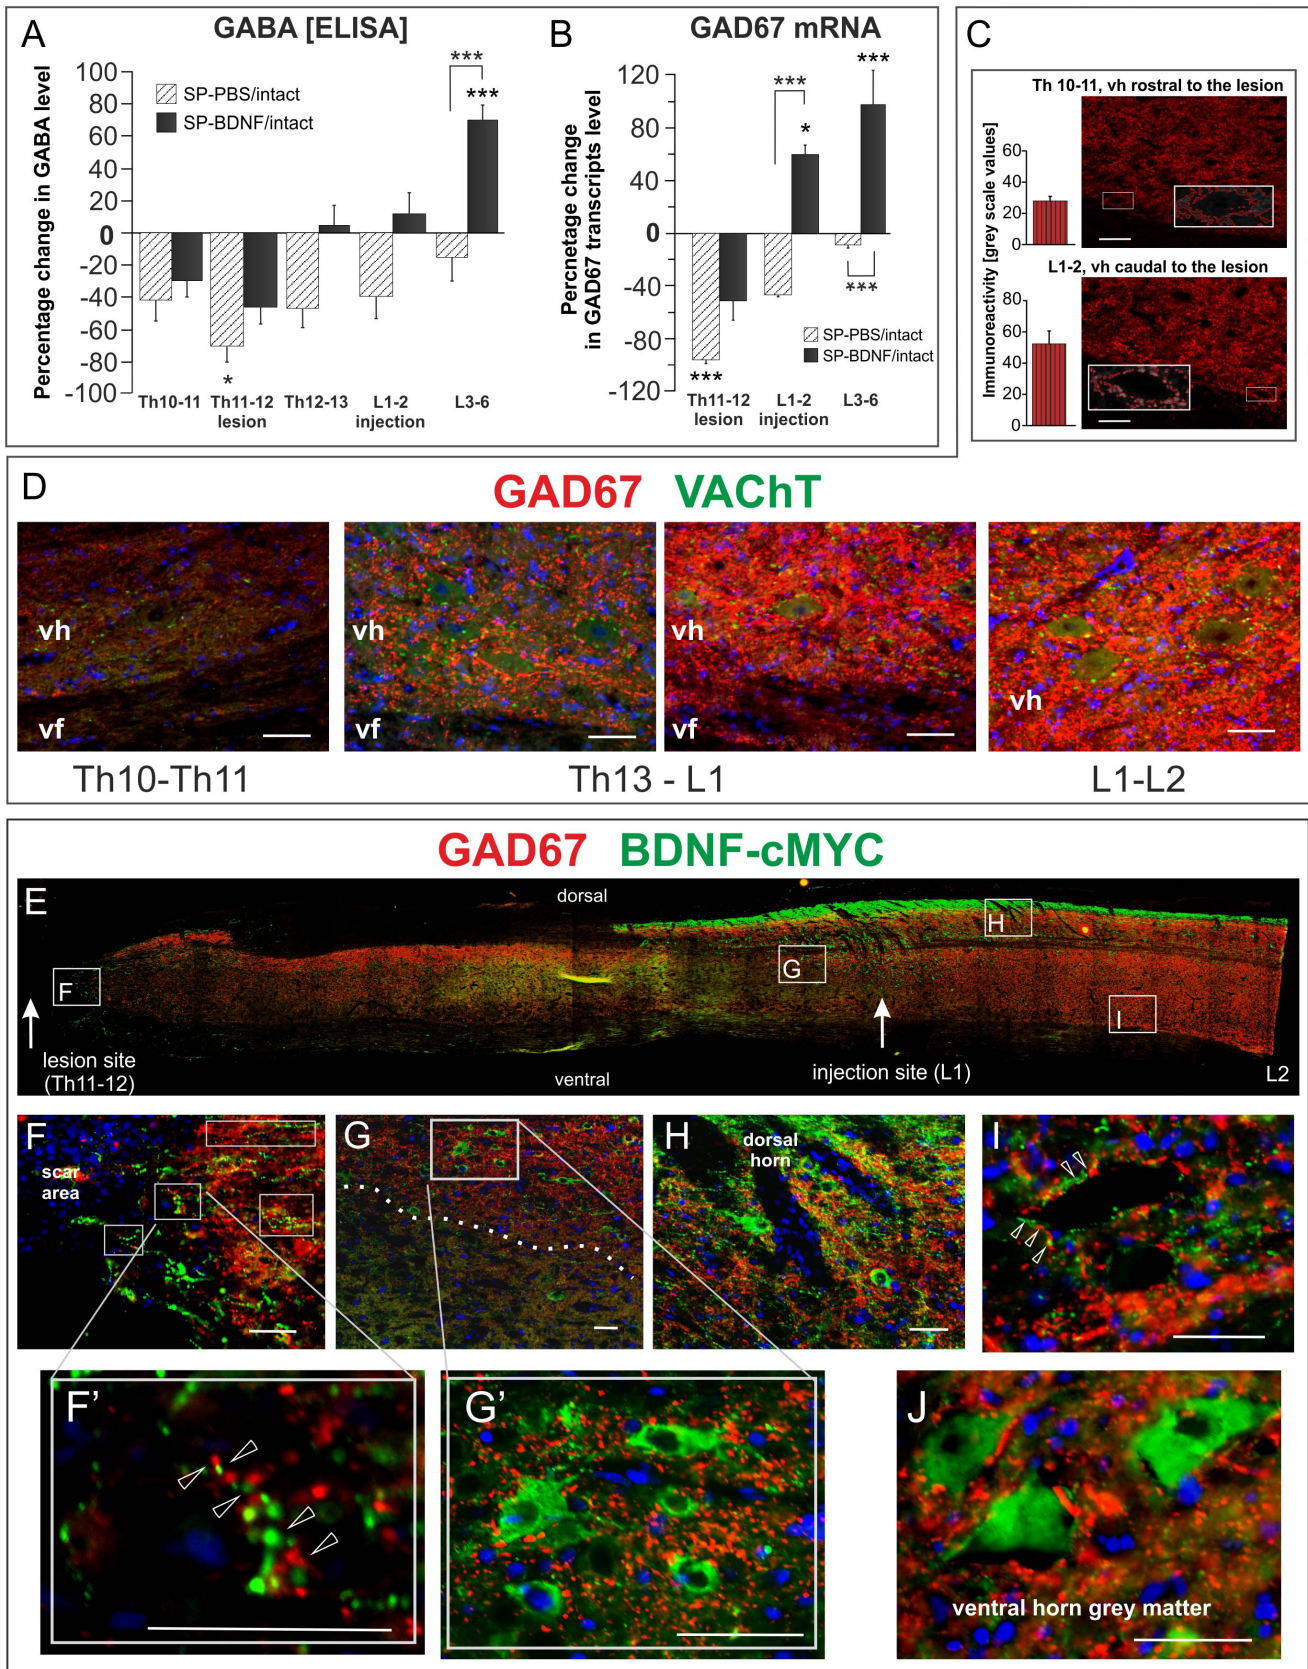 A
GABA [ELISA]
Percentage change in GABA level
100
80
60
40
20
0
-20
-40
-60
-80
-100
SP-PBS/intact
SP-BDNF/intact
***
***
*
Th10-11
Th11-12
lesion
Th12-13
L1-2
injection
L3-6
B
GAD67 mRNA
Percnetage change
in GAD67 transcripts level
120
80
40
0
-40
-80
-120
***
*
***
***
***
SP-PBS/intact
SP-BDNF/intact
Th11-12
lesion
L1-2
injection
L3-6
C
Immunoreactivity [grey scale values]
Th 10-11, vh rostral to the lesion
60
40
20
0
L1-2, vh caudal to the lesion
80
60
40
20
0
D
GAD67 VAChT
vh
vf
vh
vf
vh
vf
vh
Th10-Th11
Th13 - L1
L1-L2
GAD67 BDNF-cMYC
E
dorsal
F
G
H
I
lesion site
(Th11-12)
ventral
injection site (L1)
L2
F
scar
area
G
H
dorsal
horn
I
F’
G’
J
ventral horn grey matter